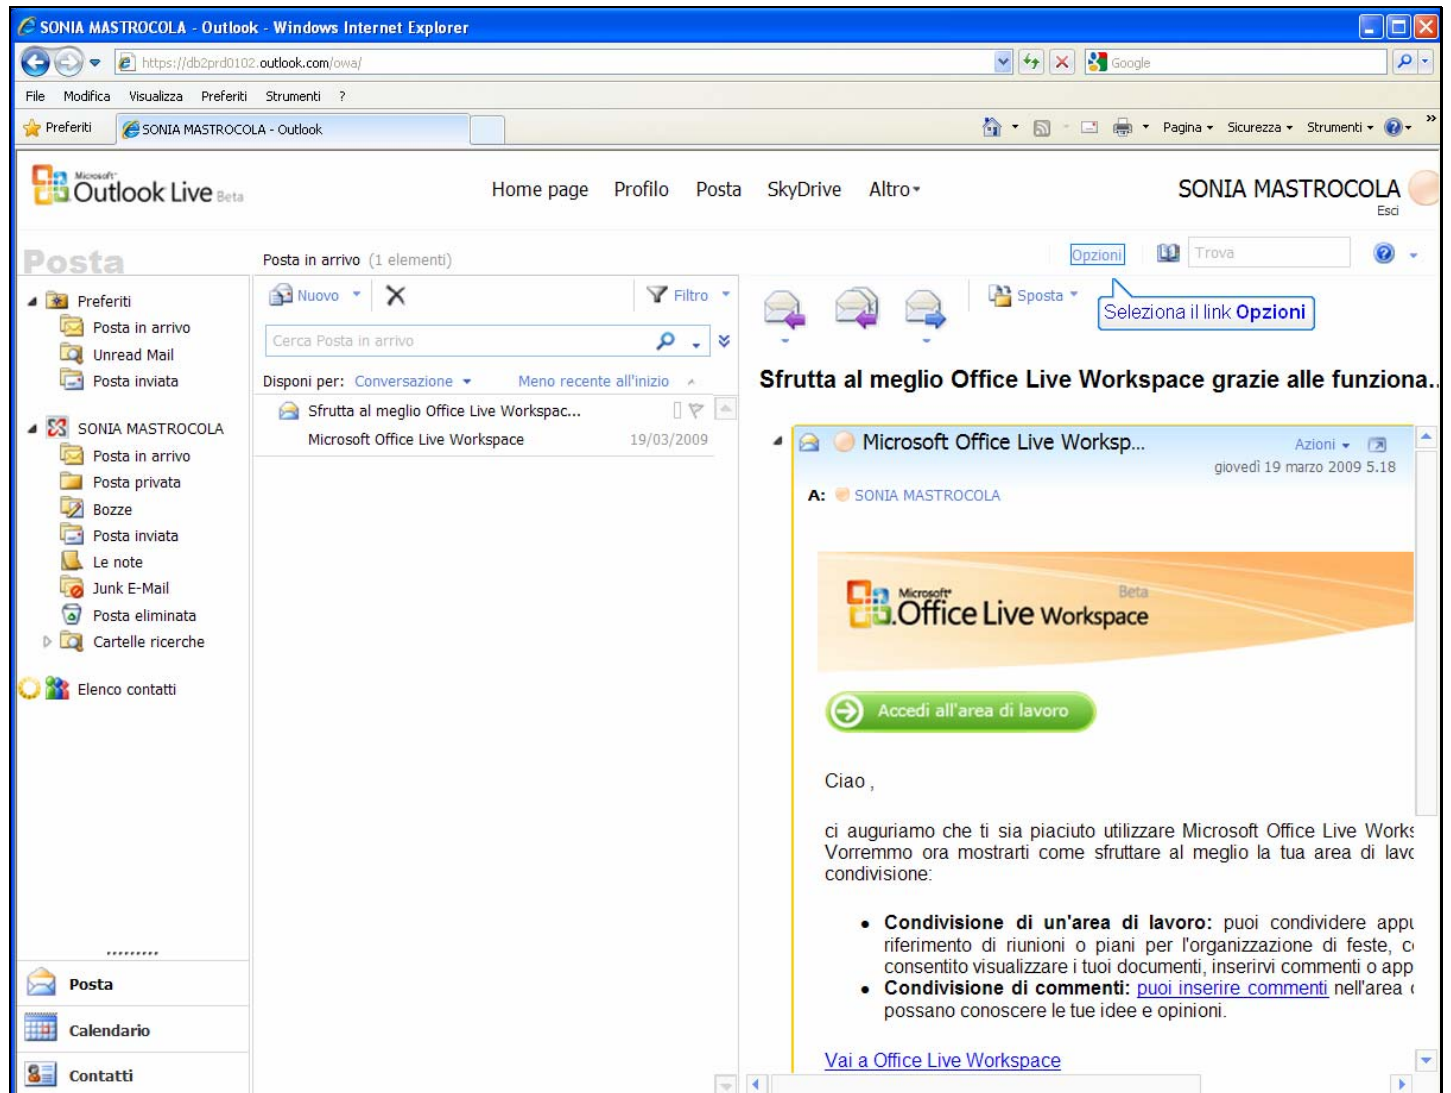 SONIA MASTROCOLA - Outlook - Windows Internet Explorer
https://db2prd0102.outlook.com/owa/
Google
File Modifica Visualizza Preferiti Strumenti ?
Preferiti
SONIA MASTROCOLA - Outlook
Pagina Sicurezza Strumenti
Microsoft
Outlook Live Beta
Home page Profilo Posta SkyDrive Altro
SONIA MASTROCOLA
Esci
Posta
Posta in arrivo (1 elementi)
Opzioni
Trova
Seleziona il link Opzioni
Preferiti
Posta in arrivo
Unread Mail
Posta inviata
SONIA MASTROCOLA
Posta in arrivo
Posta privata
Bozze
Posta inviata
Le note
Junk E-Mail
Posta eliminata
Cartelle ricerche
Elenco contatti
Posta
Calendario
Contatti
Nuovo
Filtro
Cerca Posta in arrivo
Disponi per: Conversazione Meno recente all'inizio
Sfrutta al meglio Office Live Workspac...
Microsoft Office Live Workspace 19/03/2009
Sposta
Sfrutta al meglio Office Live Workspace grazie alle funziona..
Microsoft Office Live Worksp...
Azioni
giovedì 19 marzo 2009 5.18
A: SONIA MASTROCOLA
Microsoft
Beta
Office Live Workspace
Accedi all'area di lavoro
Ciao ,
ci auguriamo che ti sia piaciuto utilizzare Microsoft Office Live Works
Vorremmo ora mostrarti come sfruttare al meglio la tua area di lavo
condivisione:
• Condivisione di un'area di lavoro: puoi condividere appu
riferimento di riunioni o piani per l'organizzazione di feste, co
consentito visualizzare i tuoi documenti, inserirvi commenti o app
• Condivisione di commenti: puoi inserire commenti nell'area
possano conoscere le tue idee e opinioni.
Vai a Office Live Workspace